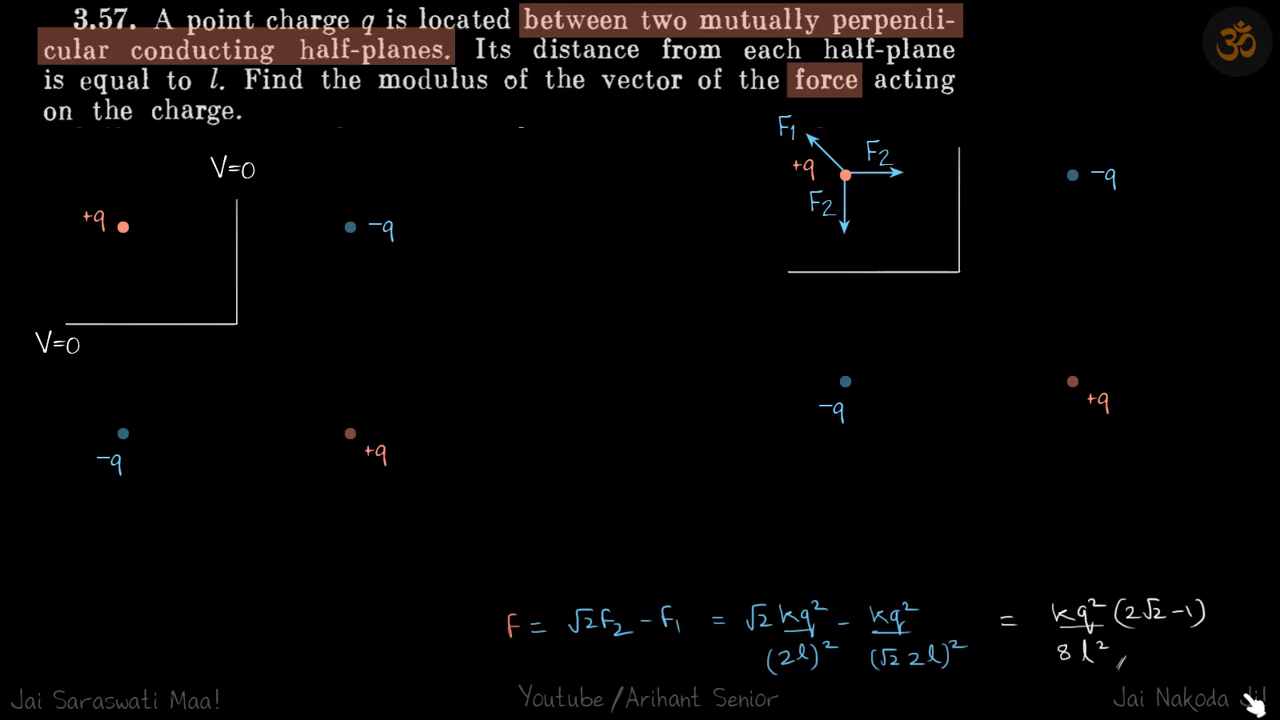 3.57. A point charge q is located between two mutually perpendi-
cular conducting half-planes. Its distance from each half-plane
is equal to l. Find the modulus of the vector of the force acting
on the charge.
V=0
+q
-q
V=0
-q
+q
F₁
+q
F₂
F₂
-q
-q
+q
F = √2F₂ - F₁ = √2 kq²/(2l)² - kq²/(√2 2l)² = kq²/8l² (2√2-1)
Jai Saraswati Maa!
Youtube /Arihant Senior
Jai Nakoda Ji!
ॐ